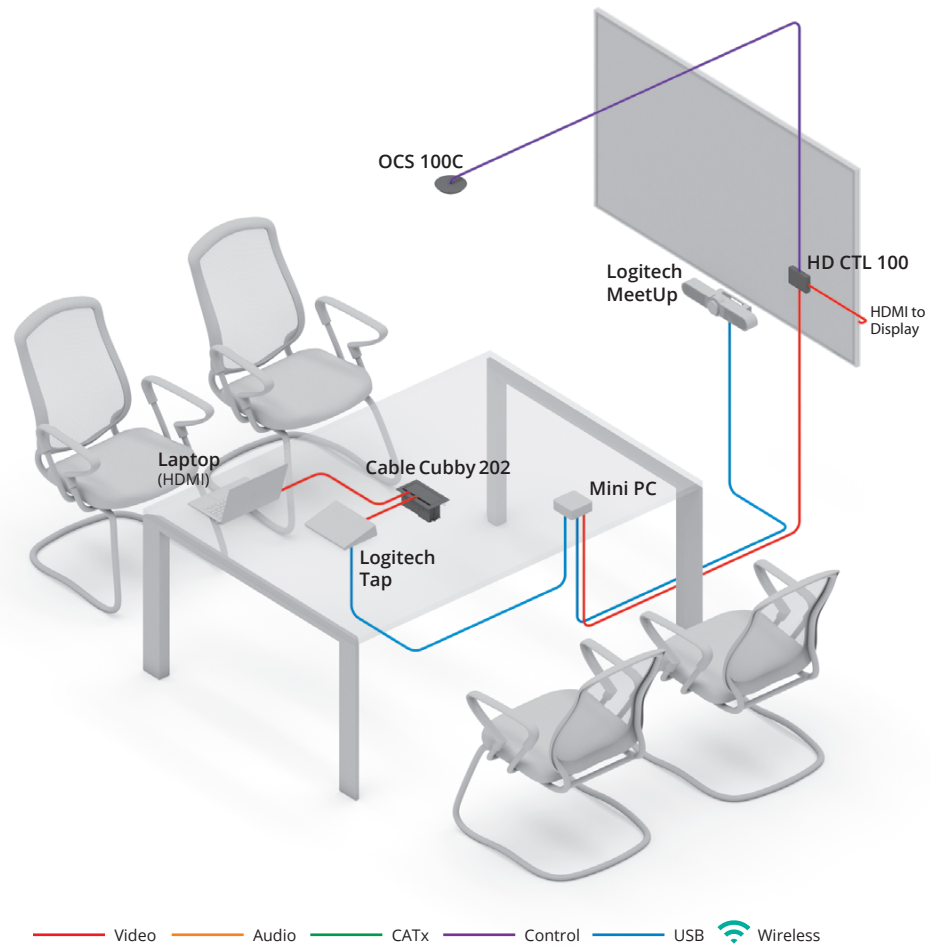 OCS 100C
HD CTL 100
Logitech
MeetUp
HDMI to
Display
Laptop
(HDMI)
Cable Cubby 202
Mini PC
Logitech
Tap
Video
Audio
CATx
Control
USB
Wireless